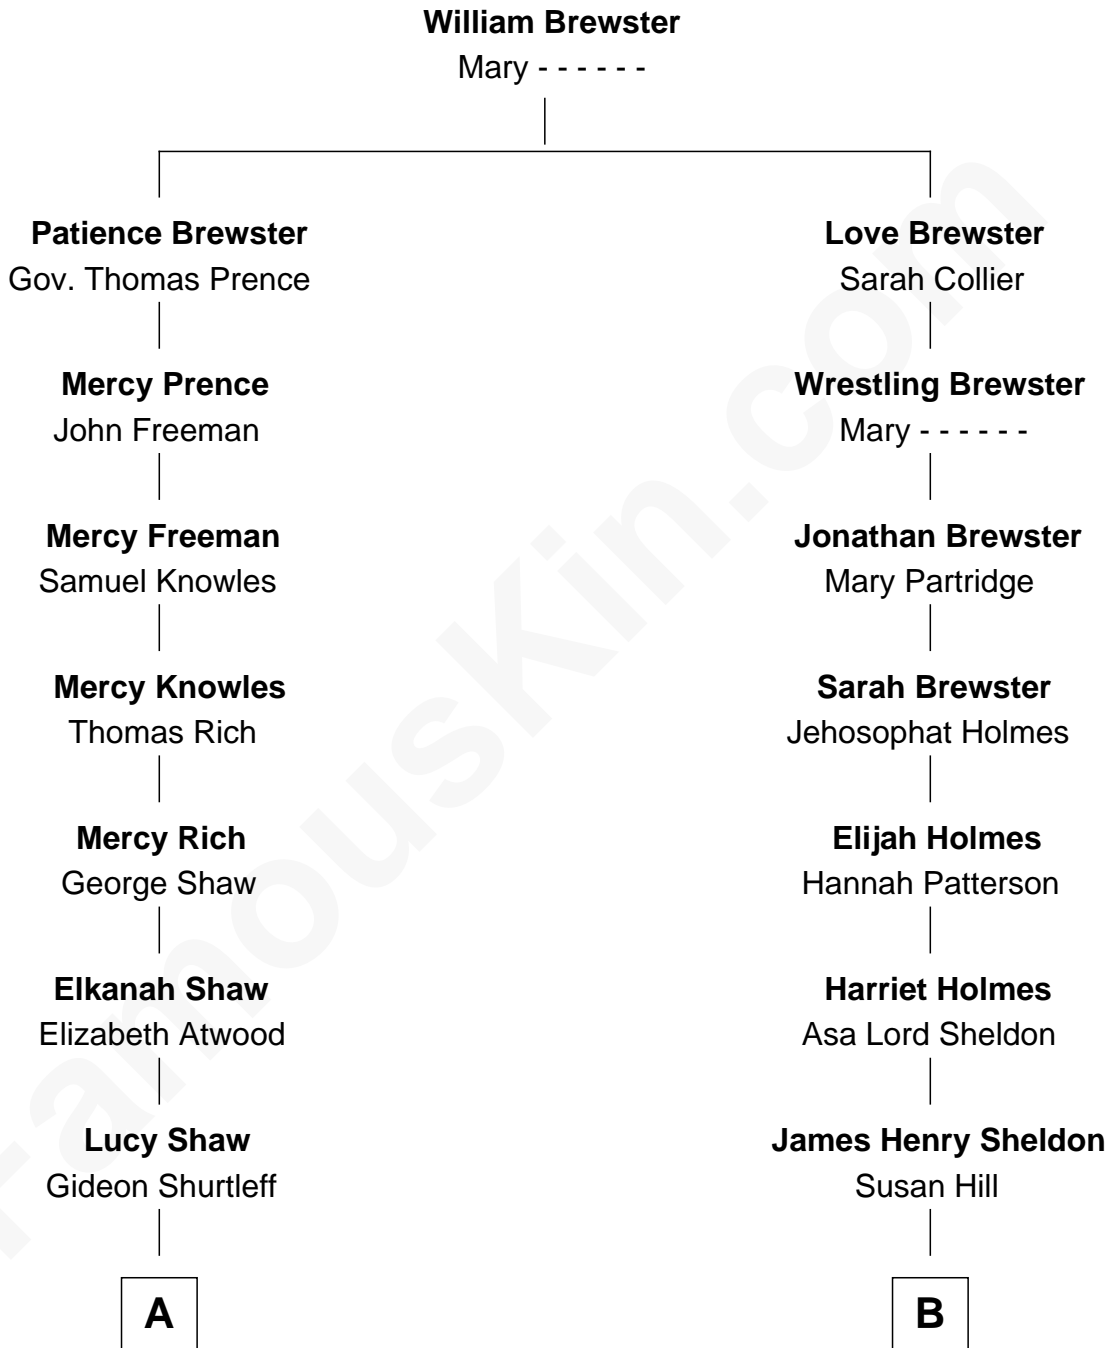 William Brewster
Mary - - - - - -
Patience Brewster
Gov. Thomas Prence
Love Brewster
Sarah Collier
Mercy Prence
John Freeman
Wrestling Brewster
Mary - - - - - -
Mercy Freeman
Samuel Knowles
Jonathan Brewster
Mary Partridge
Mercy Knowles
Thomas Rich
Sarah Brewster
Jehosophat Holmes
Mercy Rich
George Shaw
Elijah Holmes
Hannah Patterson
Elkanah Shaw
Elizabeth Atwood
Harriet Holmes
Asa Lord Sheldon
Lucy Shaw
Gideon Shurtleff
James Henry Sheldon
Susan Hill
A
B
FamousKin.com